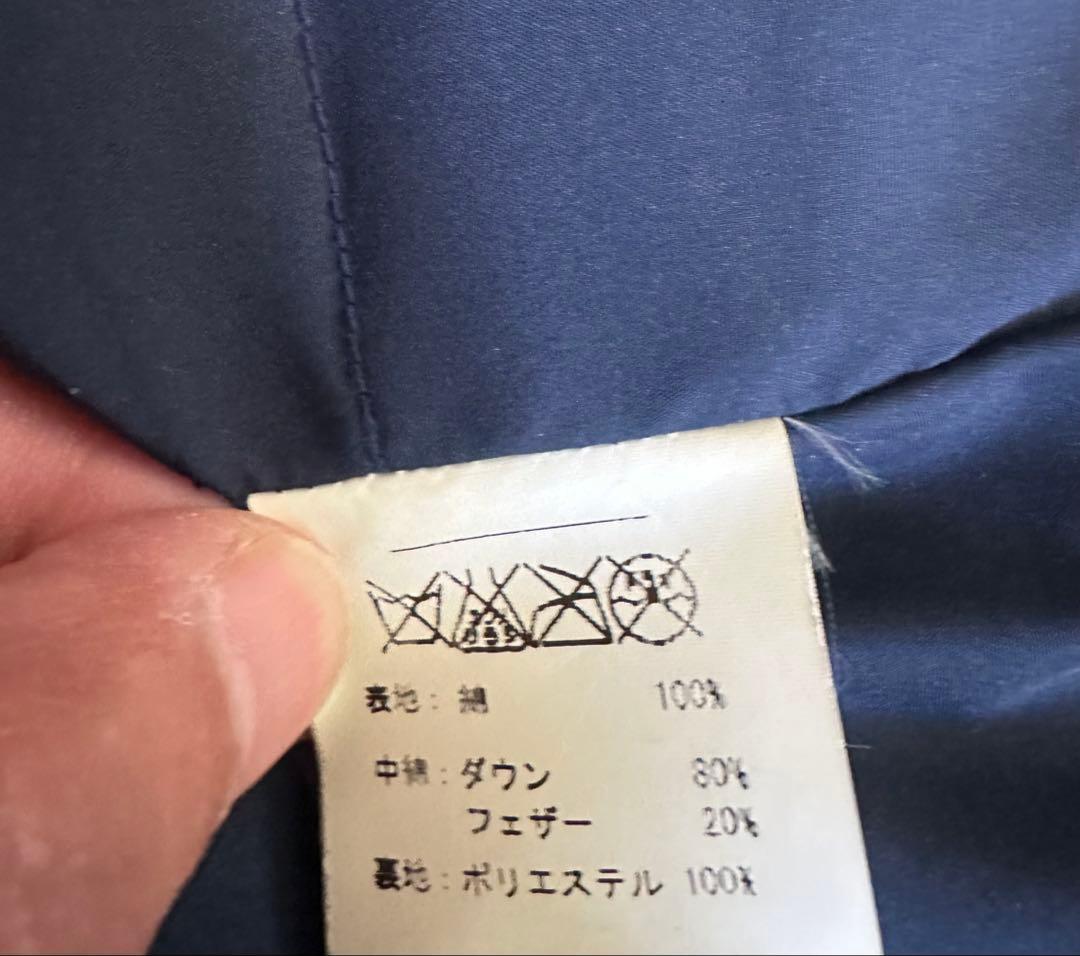 表地: 綿 100%
中綿: ダウン 80%
フェザー 20%
裏地: ポリエステル 100%